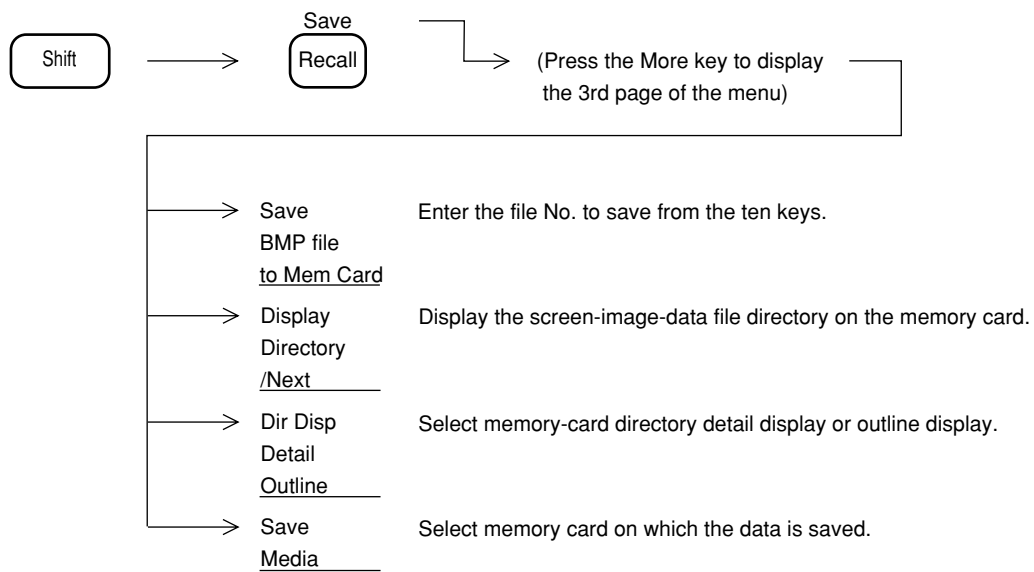 Save
Shift
Recall
(Press the More key to display
the 3rd page of the menu)
Save
BMP file
to Mem Card
Enter the file No. to save from the ten keys.
Display
Directory
/Next
Display the screen-image-data file directory on the memory card.
Dir Disp
Detail
Outline
Select memory-card directory detail display or outline display.
Save
Media
Select memory card on which the data is saved.